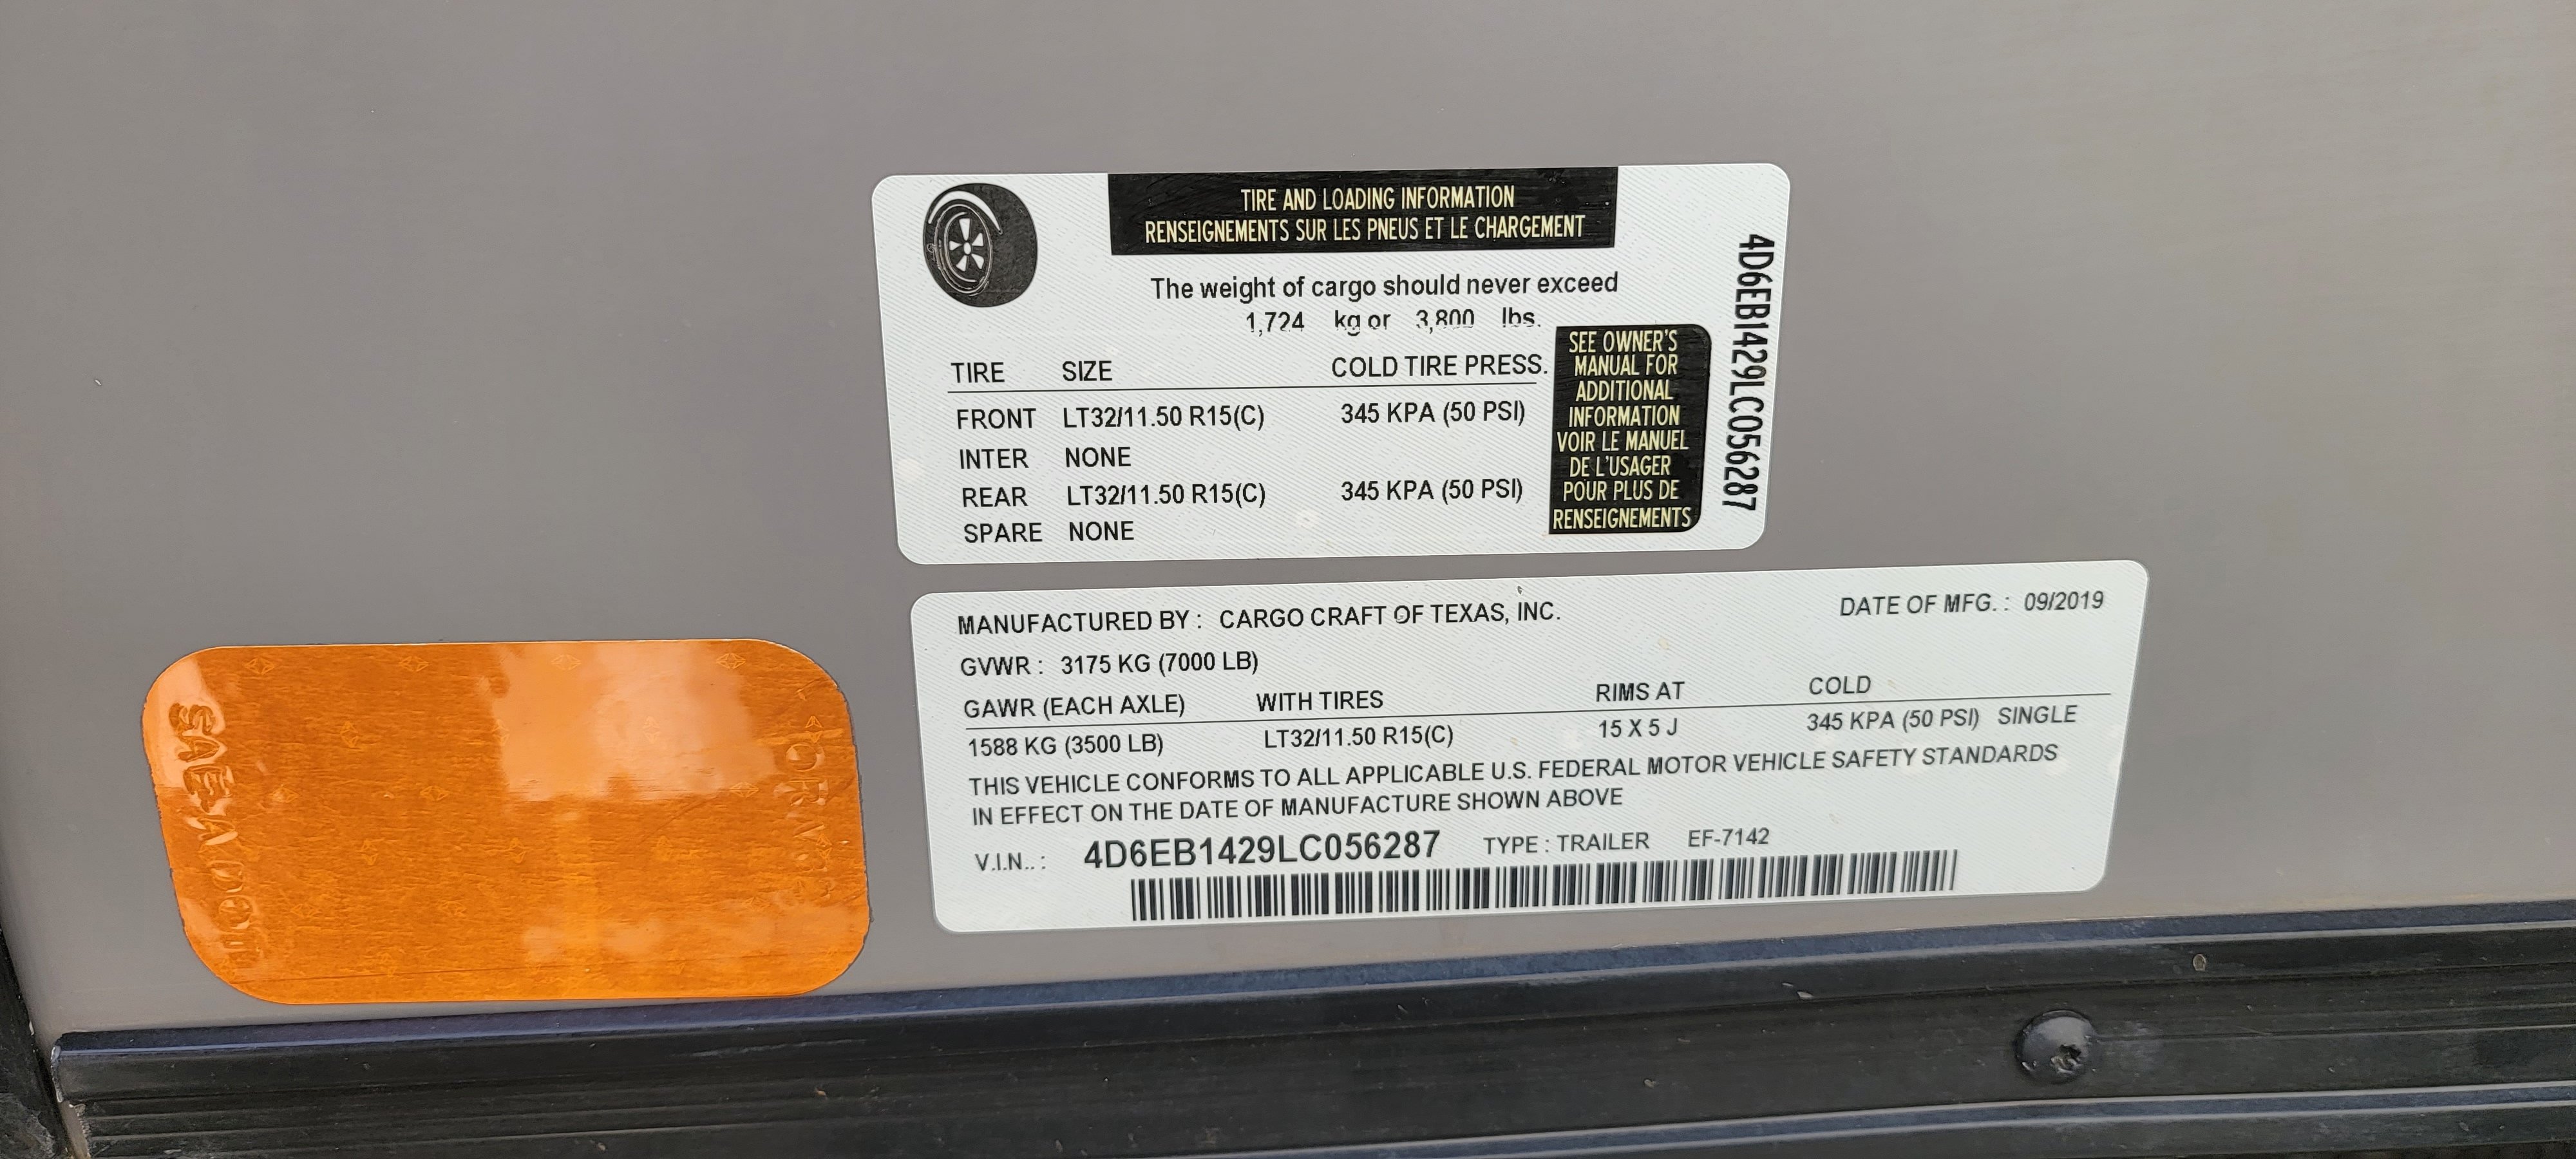 TIRE AND LOADING INFORMATION
RENSEIGNEMENTS SUR LES PNEUS ET LE CHARGEMENT
The weight of cargo should never exceed
1,724 kg or 3,800 lbs.
TIRE SIZE COLD TIRE PRESS.
FRONT LT32/11.50 R15(C) 345 KPA (50 PSI)
INTER NONE
REAR LT32/11.50 R15(C) 345 KPA (50 PSI)
SPARE NONE
SEE OWNER'S
MANUAL FOR
ADDITIONAL
INFORMATION
VOIR LE MANUEL
DE L'USAGER
POUR PLUS DE
RENSEIGNEMENTS
4D6EB1429LC056287
MANUFACTURED BY : CARGO CRAFT OF TEXAS, INC. DATE OF MFG. : 09/2019
GVWR : 3175 KG (7000 LB)
GAWR (EACH AXLE) WITH TIRES RIMS AT COLD
1588 KG (3500 LB) LT32/11.50 R15(C) 15 X 5 J 345 KPA (50 PSI) SINGLE
THIS VEHICLE CONFORMS TO ALL APPLICABLE U.S. FEDERAL MOTOR VEHICLE SAFETY STANDARDS
IN EFFECT ON THE DATE OF MANUFACTURE SHOWN ABOVE
V.I.N.. : 4D6EB1429LC056287 TYPE : TRAILER EF-7142
SAE-A DOT